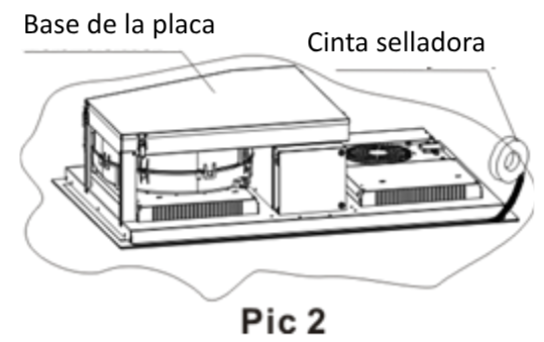 Base de la placa
Cinta selladora
Pic 2